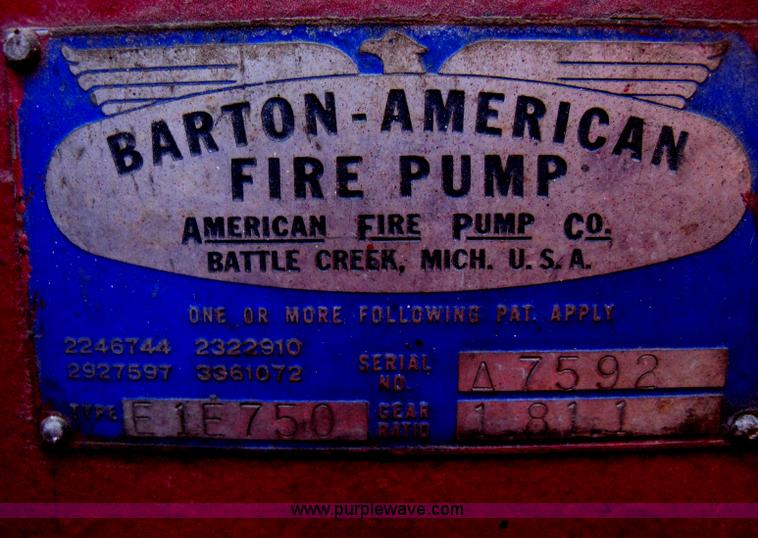 BARTON-AMERICAN
FIRE PUMP
AMERICAN FIRE PUMP CO.
BATTLE CREEK, MICH. U.S.A.
ONE OR MORE FOLLOWING PAT. APPLY
2246744 2322910
2927597 3361072
SERIAL NO. A 7592
TYPE E1E750 GEAR RATIO 1.81.1
www.purplewave.com